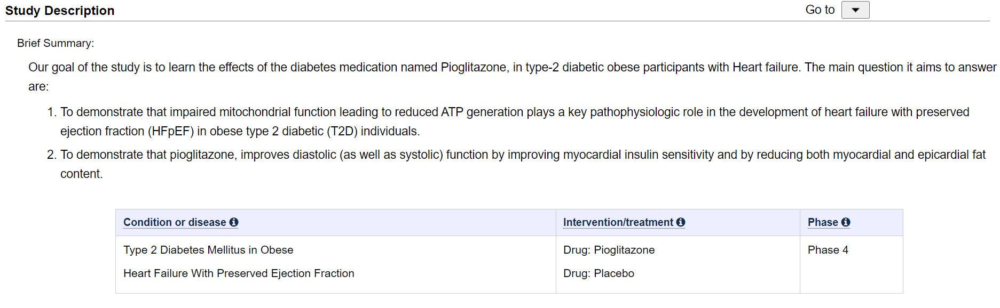 Study Description
Go to
Brief Summary:
Our goal of the study is to learn the effects of the diabetes medication named Pioglitazone, in type-2 diabetic obese participants with Heart failure. The main question it aims to answer
are:
1. To demonstrate that impaired mitochondrial function leading to reduced ATP generation plays a key pathophysiologic role in the development of heart failure with preserved
ejection fraction (HFpEF) in obese type 2 diabetic (T2D) individuals.
2. To demonstrate that pioglitazone, improves diastolic (as well as systolic) function by improving myocardial insulin sensitivity and by reducing both myocardial and epicardial fat
content.
Condition or disease Intervention/treatment Phase
Type 2 Diabetes Mellitus in Obese Drug: Pioglitazone Phase 4
Heart Failure With Preserved Ejection Fraction Drug: Placebo